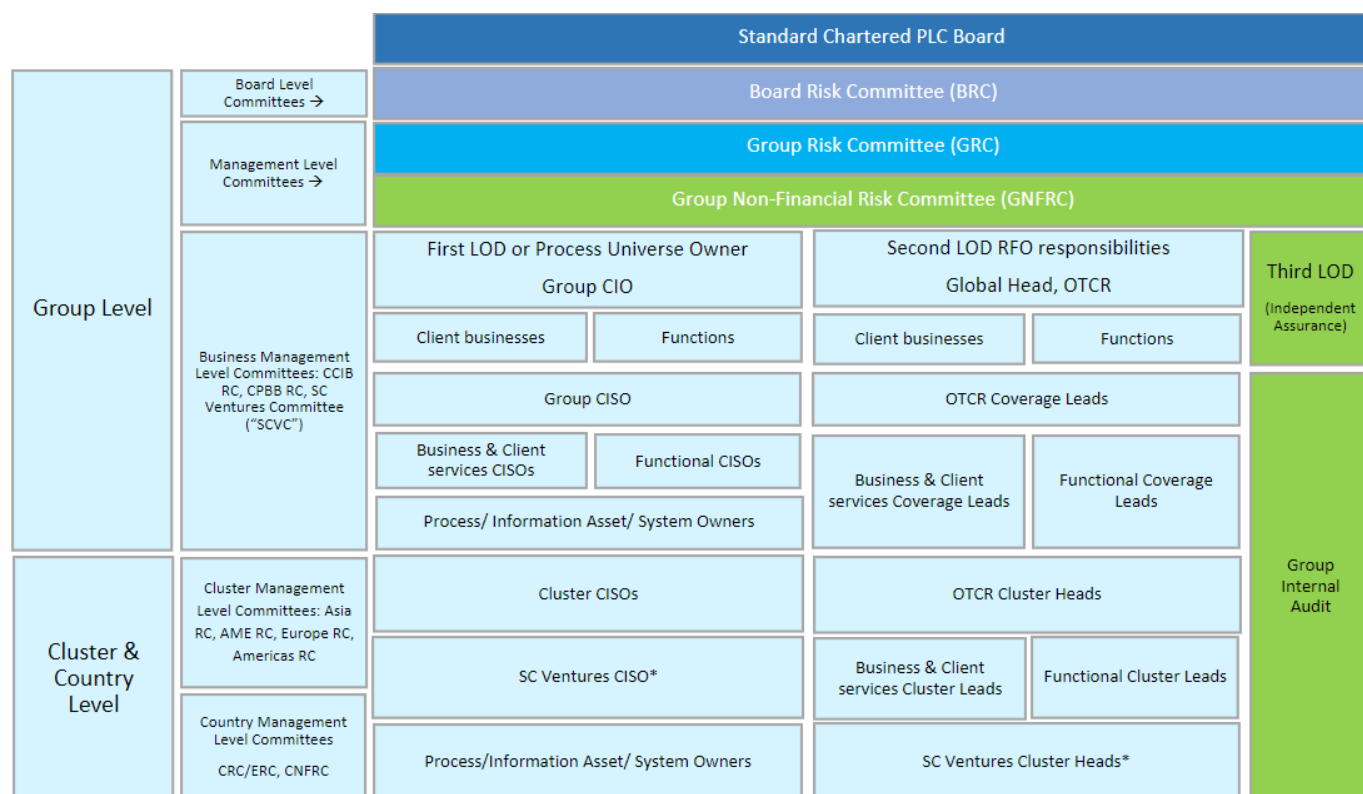 Standard Chartered PLC Board
Board Level
Committees →
Board Risk Committee (BRC)
Management Level
Committees →
Group Risk Committee (GRC)
Group Non-Financial Risk Committee (GNFRC)
Group Level
Business Management
Level Committees: CCIB
RC, CPBB RC, SC
Ventures Committee
(“SCVC”)
First LOD or Process Universe Owner
Group CIO
Second LOD RFO responsibilities
Global Head, OTCR
Third LOD
(Independent
Assurance)
Client businesses
Functions
Client businesses
Functions
Group CISO
OTCR Coverage Leads
Business & Client
services CISOs
Functional CISOs
Business & Client
services Coverage Leads
Functional Coverage
Leads
Process/ Information Asset/ System Owners
Group
Internal
Audit
Cluster &
Country
Level
Cluster Management
Level Committees: Asia
RC, AME RC, Europe RC,
Americas RC
Cluster CISOs
OTCR Cluster Heads
SC Ventures CISO*
Business & Client
services Cluster Leads
Functional Cluster Leads
Country Management
Level Committees
CRC/ERC, CNFRC
Process/Information Asset/ System Owners
SC Ventures Cluster Heads*